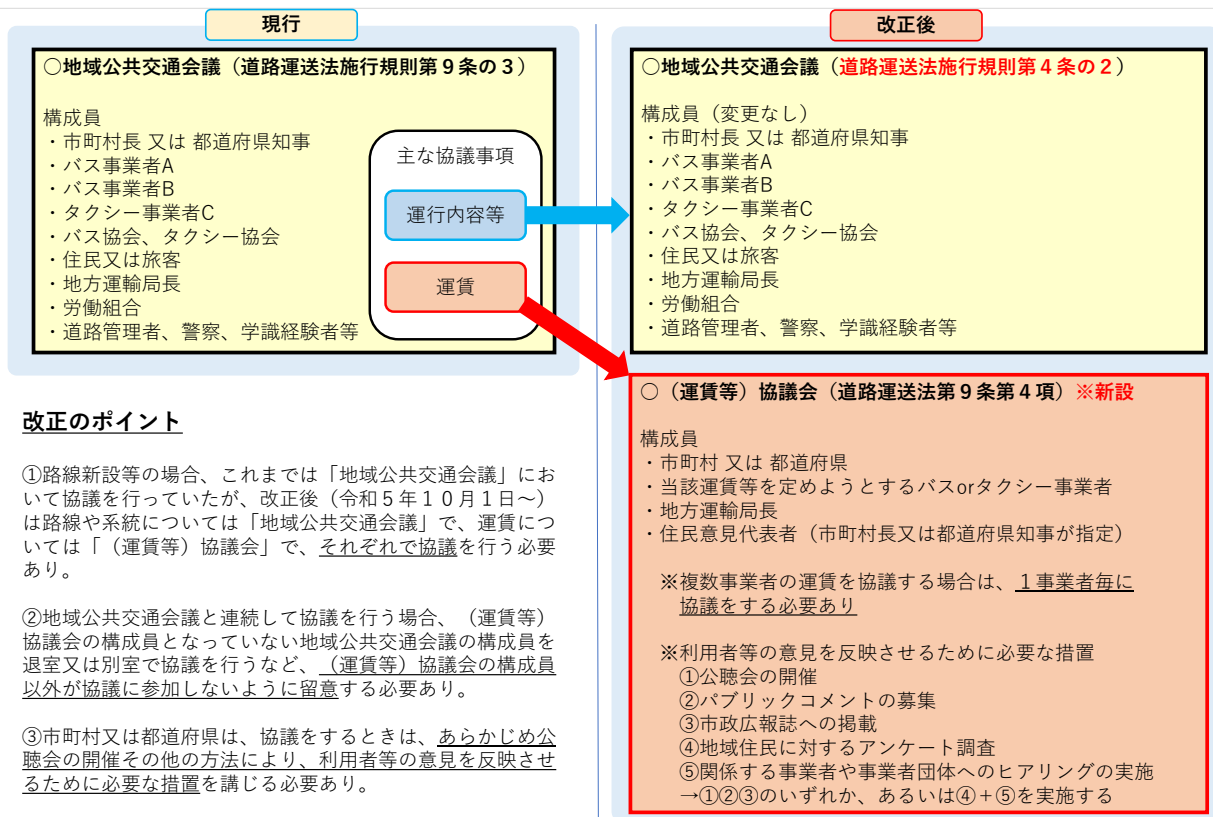 現行
○地域公共交通会議（道路運送法施行規則第９条の３）
構成員
・市町村長 又は 都道府県知事
・バス事業者A
・バス事業者B
・タクシー事業者C
・バス協会、タクシー協会
・住民又は旅客
・地方運輸局長
・労働組合
・道路管理者、警察、学識経験者等
主な協議事項
運行内容等
運賃
改正のポイント
①路線新設等の場合、これまでは「地域公共交通会議」にお
いて協議を行っていたが、改正後（令和５年１０月１日～）
は路線や系統については「地域公共交通会議」で、運賃につ
いては「（運賃等）協議会」で、それぞれで協議を行う必要
あり。
②地域公共交通会議と連続して協議を行う場合、（運賃等）
協議会の構成員となっていない地域公共交通会議の構成員を
退室又は別室で協議を行うなど、（運賃等）協議会の構成員
以外が協議に参加しないように留意する必要あり。
③市町村又は都道府県は、協議をするときは、あらかじめ公
聴会の開催その他の方法により、利用者等の意見を反映させ
るために必要な措置を講じる必要あり。
改正後
○地域公共交通会議（道路運送法施行規則第４条の２）
構成員（変更なし）
・市町村長 又は 都道府県知事
・バス事業者A
・バス事業者B
・タクシー事業者C
・バス協会、タクシー協会
・住民又は旅客
・地方運輸局長
・労働組合
・道路管理者、警察、学識経験者等
○（運賃等）協議会（道路運送法第９条第４項）※新設
構成員
・市町村 又は 都道府県
・当該運賃等を定めようとするバスorタクシー事業者
・地方運輸局長
・住民意見代表者（市町村長又は都道府県知事が指定）
※複数事業者の運賃を協議する場合は、１事業者毎に
協議をする必要あり
※利用者等の意見を反映させるために必要な措置
①公聴会の開催
②パブリックコメントの募集
③市政広報誌への掲載
④地域住民に対するアンケート調査
⑤関係する事業者や事業者団体へのヒアリングの実施
→①②③のいずれか、あるいは④＋⑤を実施する